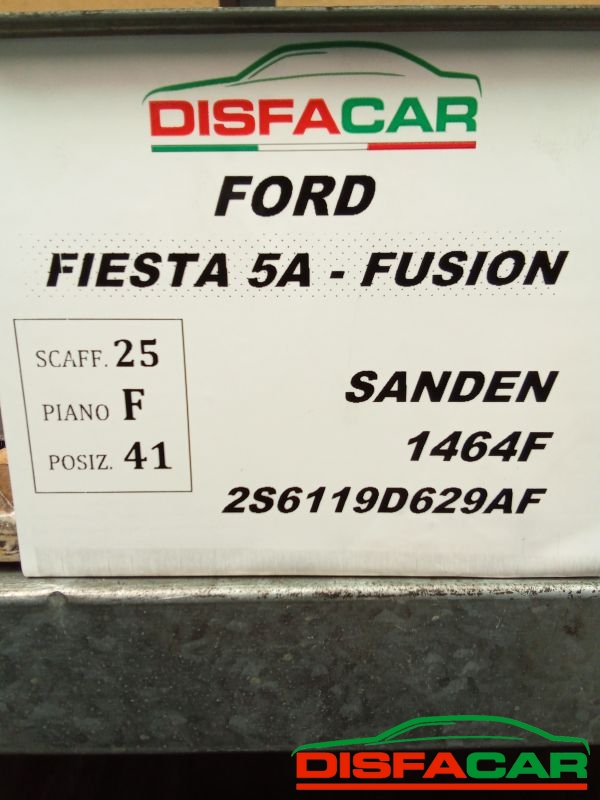 DISFACAR
FORD
FIESTA 5A - FUSION
SCAFF. 25
PIANO F
POSIZ. 41
SANDEN
1464F
2S6119D629AF
DISFACAR